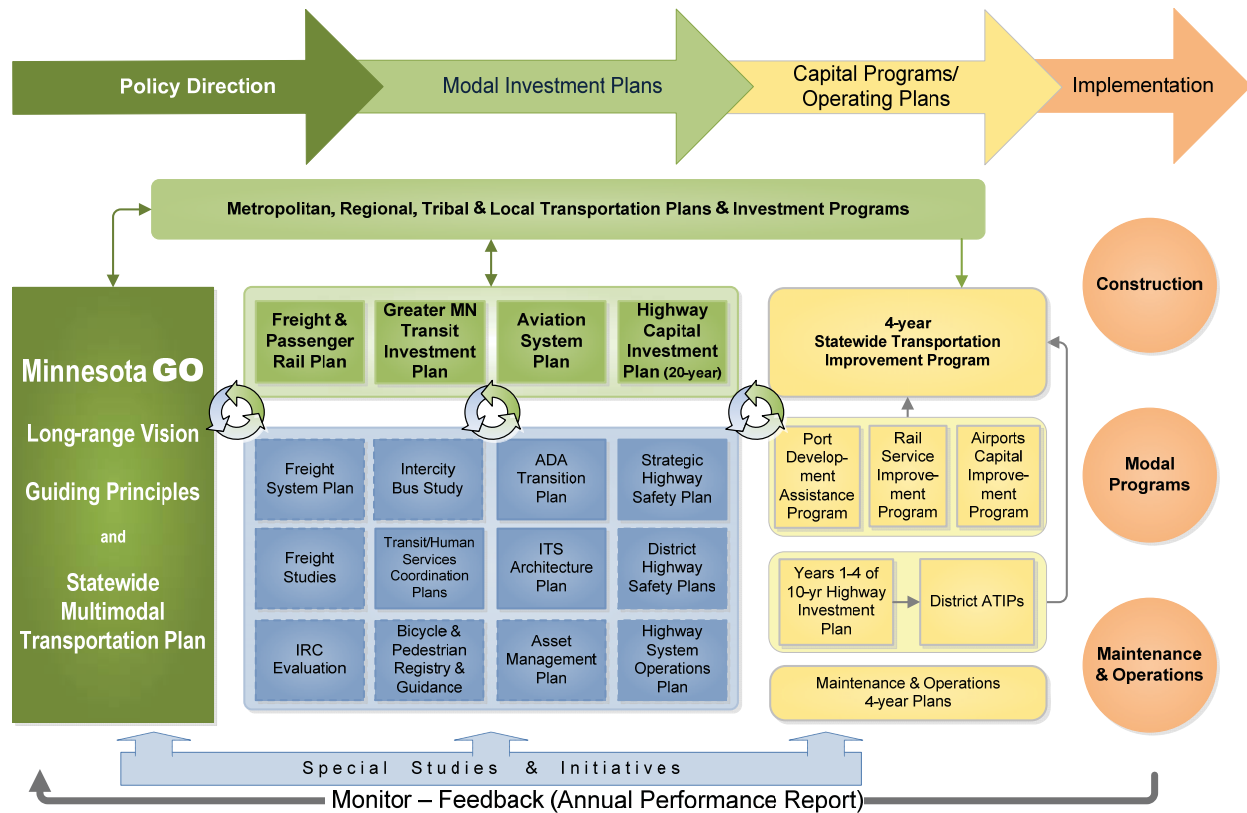 Policy Direction
Modal Investment Plans
Capital Programs/
Operating Plans
Implementation
Metropolitan, Regional, Tribal & Local Transportation Plans & Investment Programs
Minnesota GO
Long-range Vision
Guiding Principles
and
Statewide
Multimodal
Transportation Plan
Freight &
Passenger
Rail Plan
Greater MN
Transit
Investment
Plan
Aviation
System
Plan
Highway
Capital
Investment
Plan (20-year)
Freight
System Plan
Intercity
Bus Study
ADA
Transition
Plan
Strategic
Highway
Safety Plan
Freight
Studies
Transit/Human
Services
Coordination
Plans
ITS
Architecture
Plan
District
Highway
Safety Plans
IRC
Evaluation
Bicycle &
Pedestrian
Registry &
Guidance
Asset
Management
Plan
Highway
System
Operations
Plan
4-year
Statewide Transportation
Improvement Program
Port
Develop-
ment
Assistance
Program
Rail
Service
Improve-
ment
Program
Airports
Capital
Improve-
ment
Program
Years 1-4 of
10-yr Highway
Investment
Plan
District ATIPs
Maintenance & Operations
4-year Plans
Construction
Modal
Programs
Maintenance
& Operations
Special Studies & Initiatives
Monitor – Feedback (Annual Performance Report)